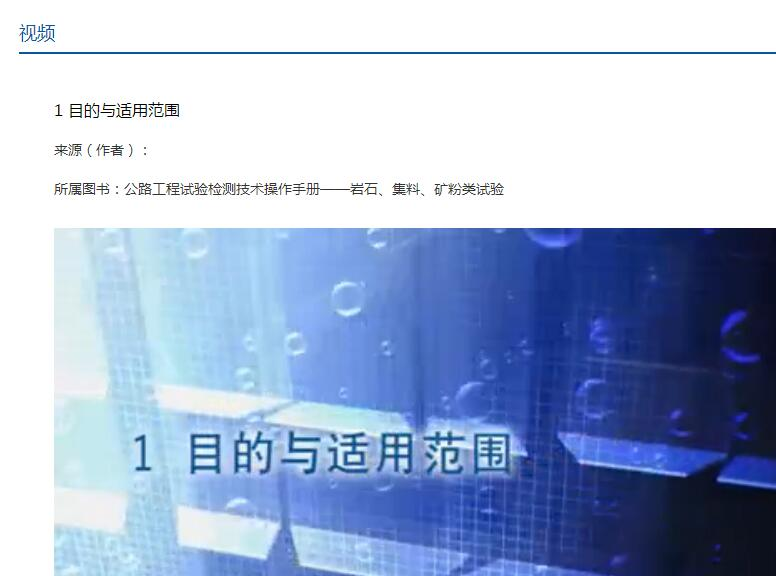 视频
1 目的与适用范围
来源（作者）：
所属图书：公路工程试验检测技术操作手册——岩石、集料、矿粉类试验
1 目的与适用范围